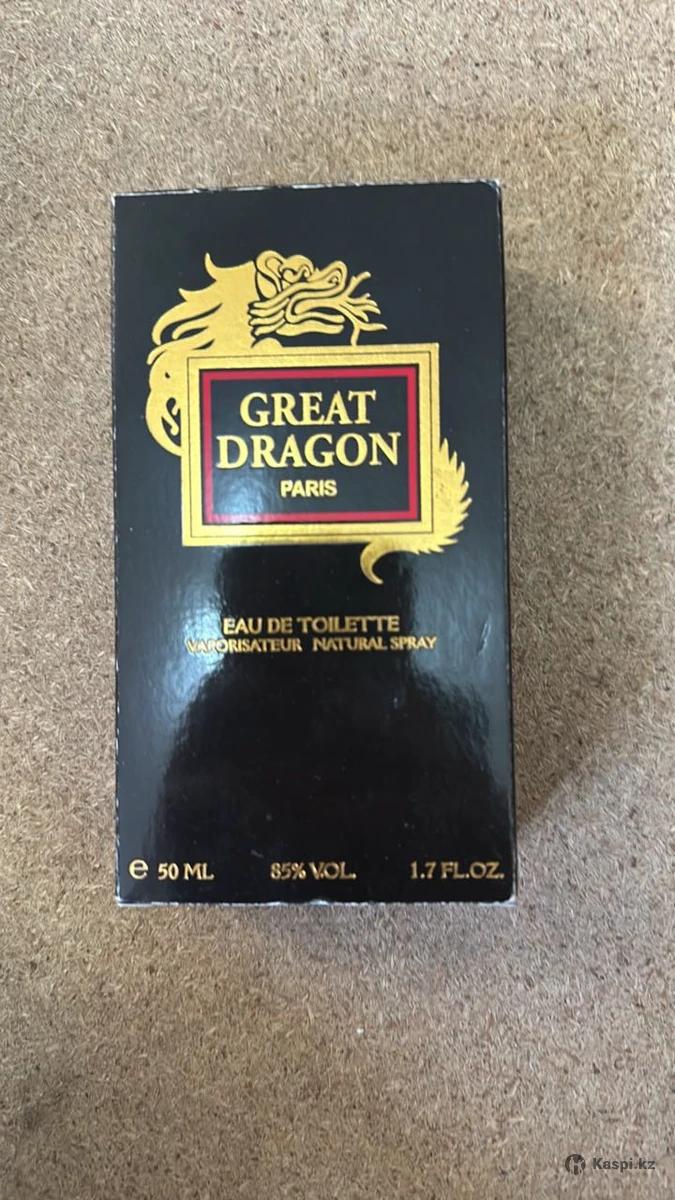 GREAT
DRAGON
PARIS
EAU DE TOILETTE
VAPORISATEUR NATURAL SPRAY
e 50 ML 85% VOL. 1.7 FL.OZ.
Kaspi.kz